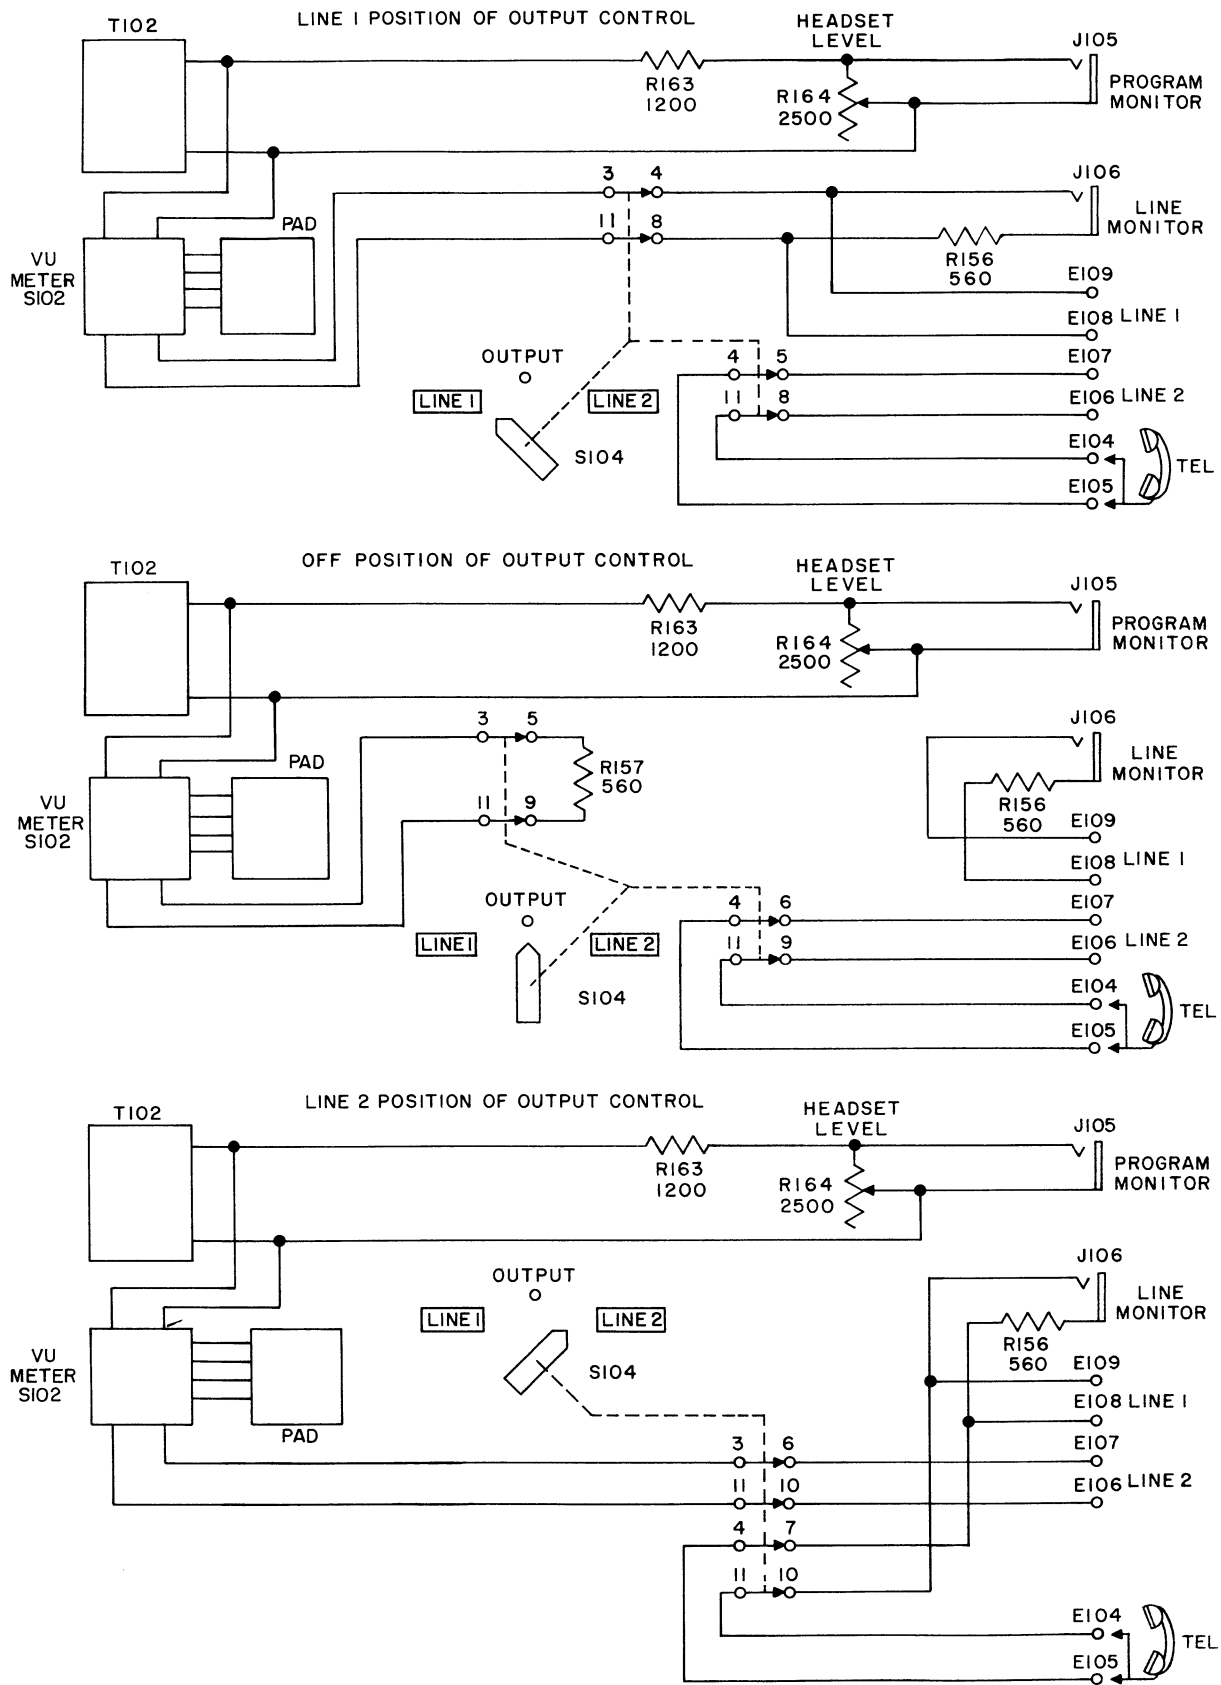 LINE 1 POSITION OF OUTPUT CONTROL
T102
HEADSET
LEVEL
J105
R163
1200
R164
2500
PROGRAM
MONITOR
3
4
J106
11
8
LINE
MONITOR
PAD
VU
METER
S102
R156
560
E109
E108 LINE 1
OUTPUT
4
5
E107
LINE 1
LINE 2
11
8
E106 LINE 2
S104
E104
TEL
E105
OFF POSITION OF OUTPUT CONTROL
T102
HEADSET
LEVEL
J105
R163
1200
R164
2500
PROGRAM
MONITOR
3
5
J106
PAD
R157
560
LINE
MONITOR
VU
METER
S102
11
9
R156
560
E109
E108 LINE 1
OUTPUT
4
6
E107
LINE 1
LINE 2
11
9
E106 LINE 2
S104
E104
TEL
E105
LINE 2 POSITION OF OUTPUT CONTROL
T102
HEADSET
LEVEL
J105
R163
1200
R164
2500
PROGRAM
MONITOR
J106
OUTPUT
LINE 1
LINE 2
LINE
MONITOR
VU
METER
S102
S104
R156
560
E109
E108 LINE 1
PAD
3
6
E107
11
10
E106 LINE 2
4
7
11
10
E104
TEL
E105